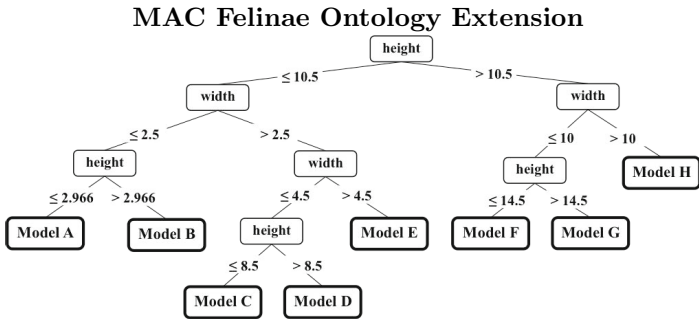 MAC Felinae Ontology Extension
height
≤ 10.5 > 10.5
width width
≤ 2.5 > 2.5 ≤ 10 > 10
height width height Model H
≤ 2.966 > 2.966 ≤ 4.5 > 4.5 ≤ 14.5 > 14.5
Model A Model B height Model E Model F Model G
≤ 8.5 > 8.5
Model C Model D